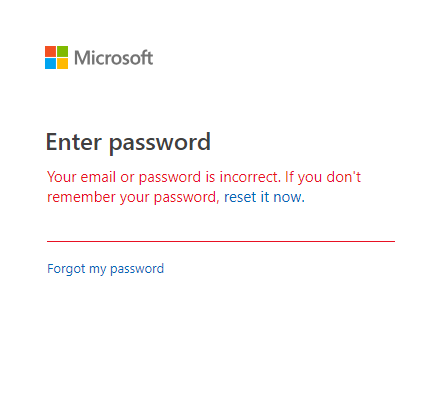 Microsoft
Enter password
Your email or password is incorrect. If you don't
remember your password, reset it now.
Forgot my password